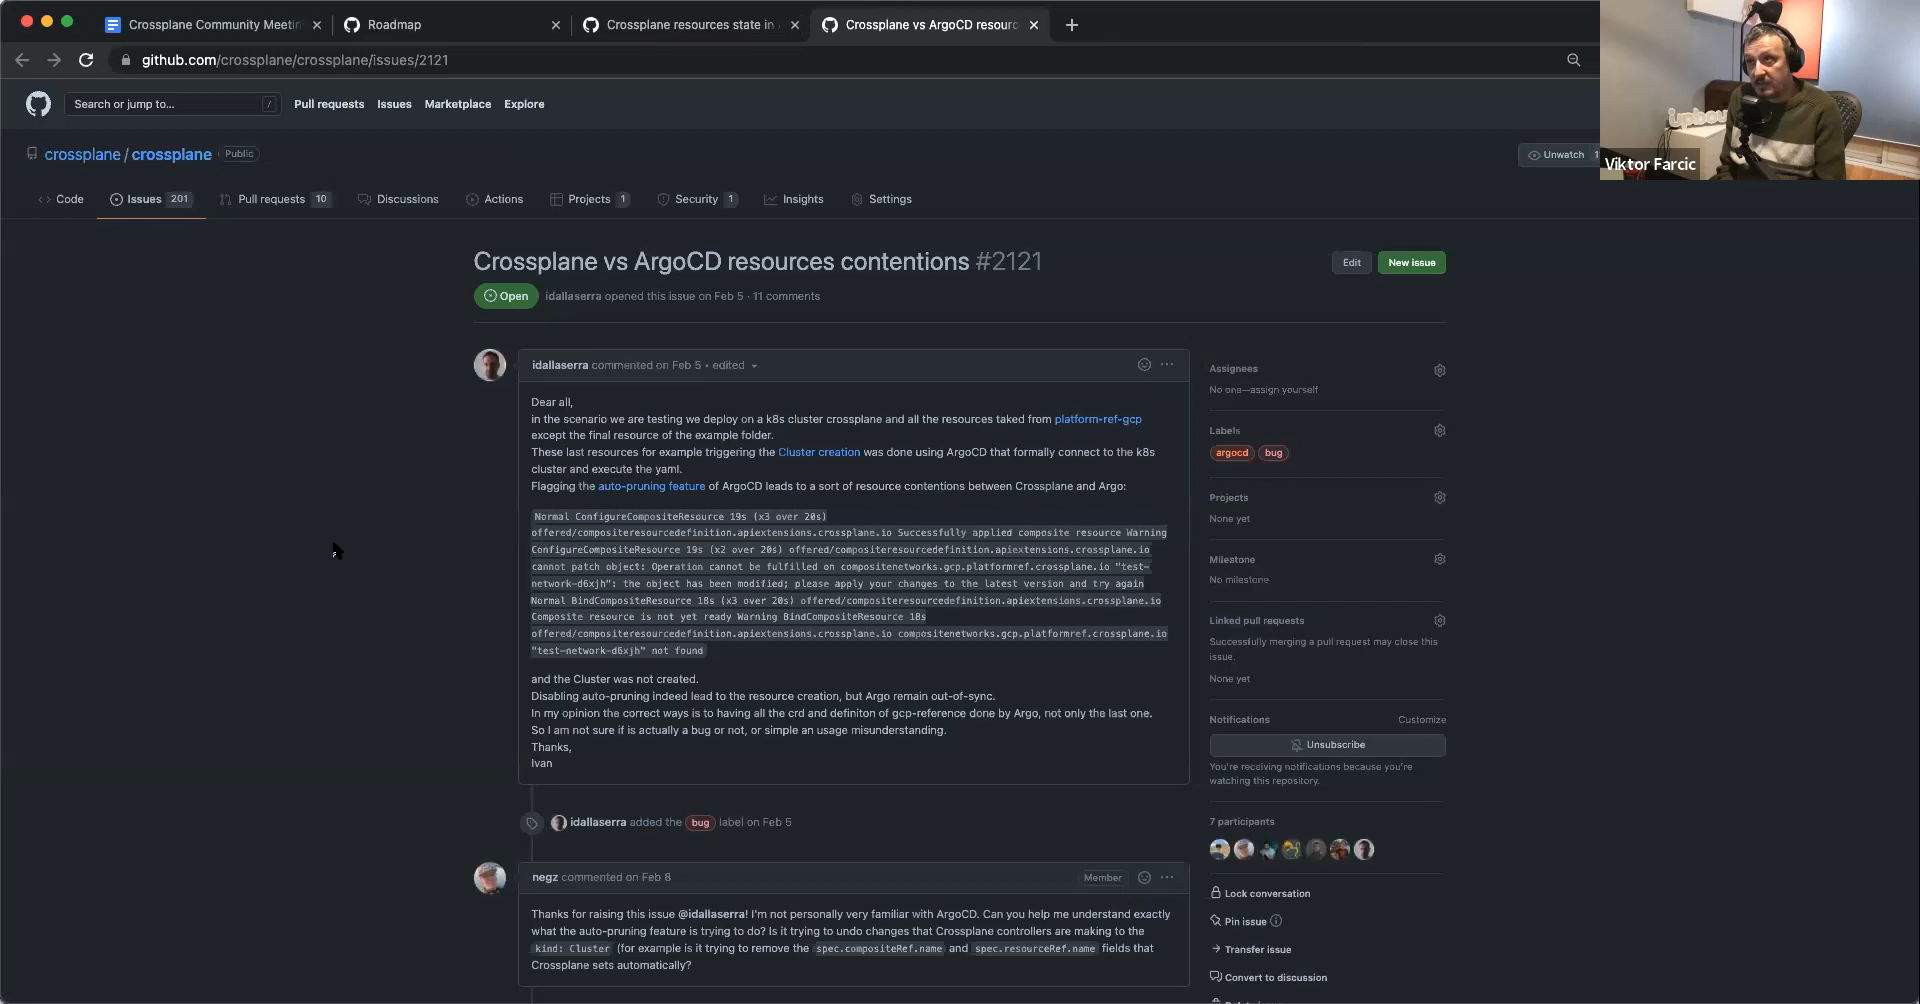 Crossplane Community Meetin
Roadmap
Crossplane resources state in
Crossplane vs ArgoCD resourc
github.com/crossplane/crossplane/issues/2121
Search or jump to...
/
Pull requests
Issues
Marketplace
Explore
crossplane / crossplane
Public
Unwatch
Viktor Farcic
Code
Issues 201
Pull requests 10
Discussions
Actions
Projects 1
Security 1
Insights
Settings
Crossplane vs ArgoCD resources contentions #2121
Edit
New issue
Open
idallaserra opened this issue on Feb 5 · 11 comments
idallaserra commented on Feb 5 • edited
Dear all,
in the scenario we are testing we deploy on a k8s cluster crossplane and all the resources taked from platform-ref-gcp
except the final resource of the example folder.
These last resources for example triggering the Cluster creation was done using ArgoCD that formally connect to the k8s
cluster and execute the yaml.
Flagging the auto-pruning feature of ArgoCD leads to a sort of resource contentions between Crossplane and Argo:
Normal ConfigureCompositeResource 19s (x3 over 20s)
offered/compositeresourcedefinition.apiextensions.crossplane.io Successfully applied composite resource Warning
ConfigureCompositeResource 19s (x2 over 20s) offered/compositeresourcedefinition.apiextensions.crossplane.io
cannot patch object: Operation cannot be fulfilled on compositenetworks.gcp.platformref.crossplane.io "test-
network-d6xjh": the object has been modified; please apply your changes to the latest version and try again
Normal BindCompositeResource 18s (x3 over 20s) offered/compositeresourcedefinition.apiextensions.crossplane.io
Composite resource is not yet ready Warning BindCompositeResource 18s
offered/compositeresourcedefinition.apiextensions.crossplane.io compositenetworks.gcp.platformref.crossplane.io
"test-network-d6xjh" not found
and the Cluster was not created.
Disabling auto-pruning indeed lead to the resource creation, but Argo remain out-of-sync.
In my opinion the correct ways is to having all the crd and definiton of gcp-reference done by Argo, not only the last one.
So I am not sure if is actually a bug or not, or simple an usage misunderstanding.
Thanks,
Ivan
idallaserra added the bug label on Feb 5
negz commented on Feb 8
Member
Thanks for raising this issue @idallaserra! I'm not personally very familiar with ArgoCD. Can you help me understand exactly
what the auto-pruning feature is trying to do? Is it trying to undo changes that Crossplane controllers are making to the
kind: Cluster (for example is it trying to remove the spec.compositeRef.name and spec.resourceRef.name fields that
Crossplane sets automatically?
Assignees
No one—assign yourself
Labels
argocd bug
Projects
None yet
Milestone
No milestone
Linked pull requests
Successfully merging a pull request may close this
issue.
None yet
Notifications
Customize
Unsubscribe
You're receiving notifications because you're
watching this repository.
7 participants
Lock conversation
Pin issue
Transfer issue
Convert to discussion